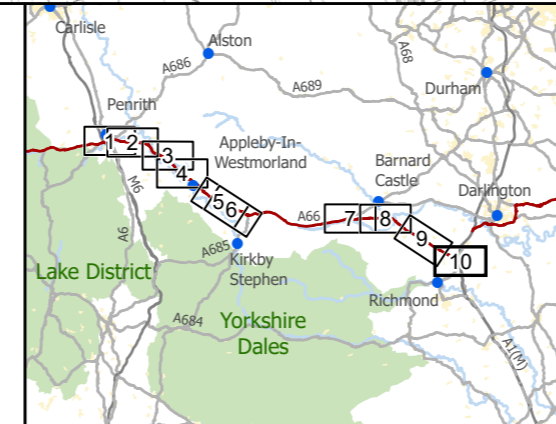 Carlisle
Alston
A686
A689
A68
Durham
Penrith
1
2
3
4
5
6
Appleby-In-
Westmorland
Barnard
Castle
Darlington
M6
A6
A66
7
8
9
10
A685
Kirkby
Stephen
Lake District
Richmond
A684
Yorkshire
Dales
A1(M)